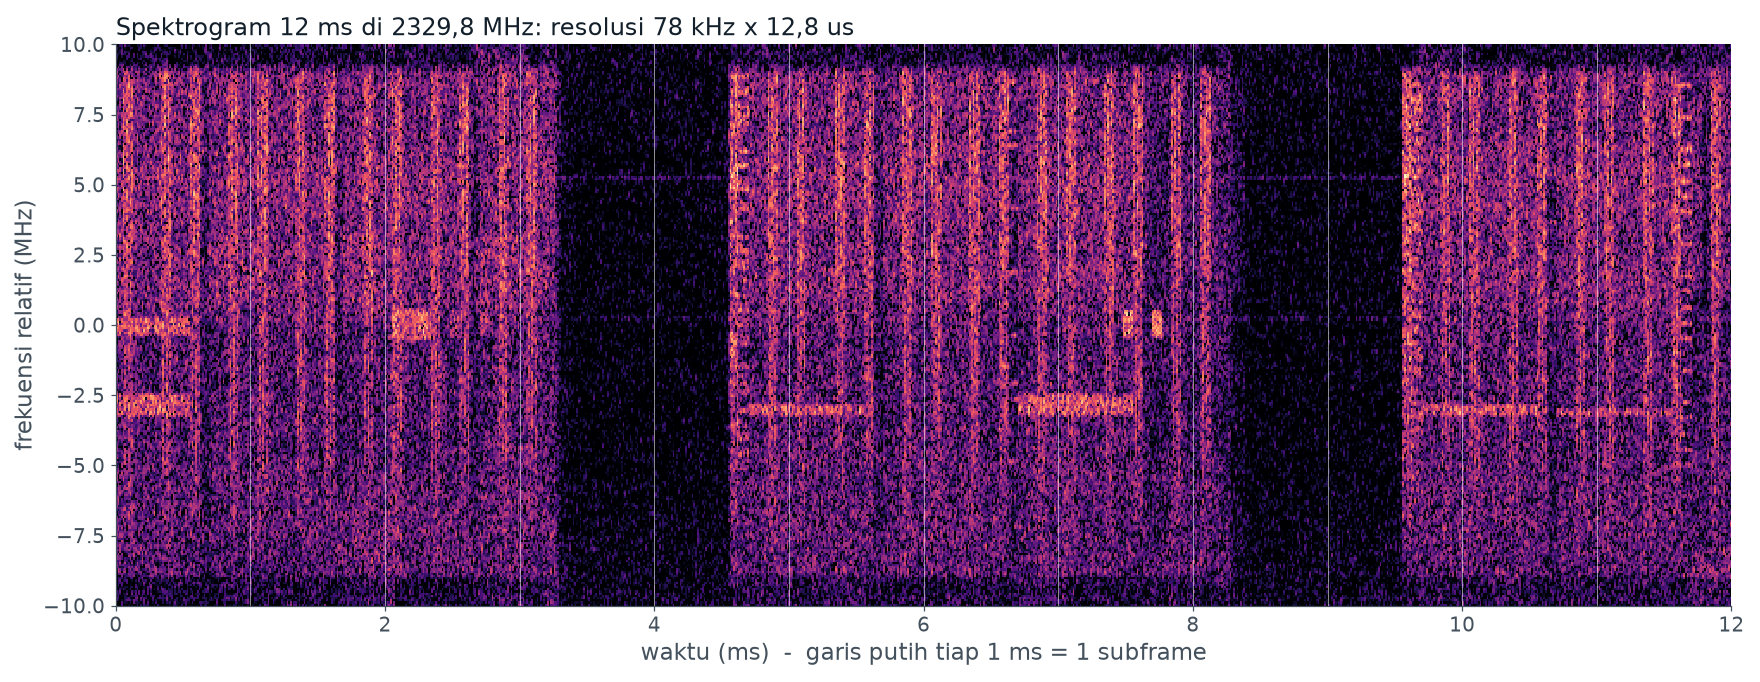 Spektrogram 12 ms di 2329,8 MHz: resolusi 78 kHz x 12,8 us
frekuensi relatif (MHz)
10.0
7.5
5.0
2.5
0.0
−2.5
−5.0
−7.5
−10.0
0 2 4 6 8 10 12
waktu (ms) - garis putih tiap 1 ms = 1 subframe